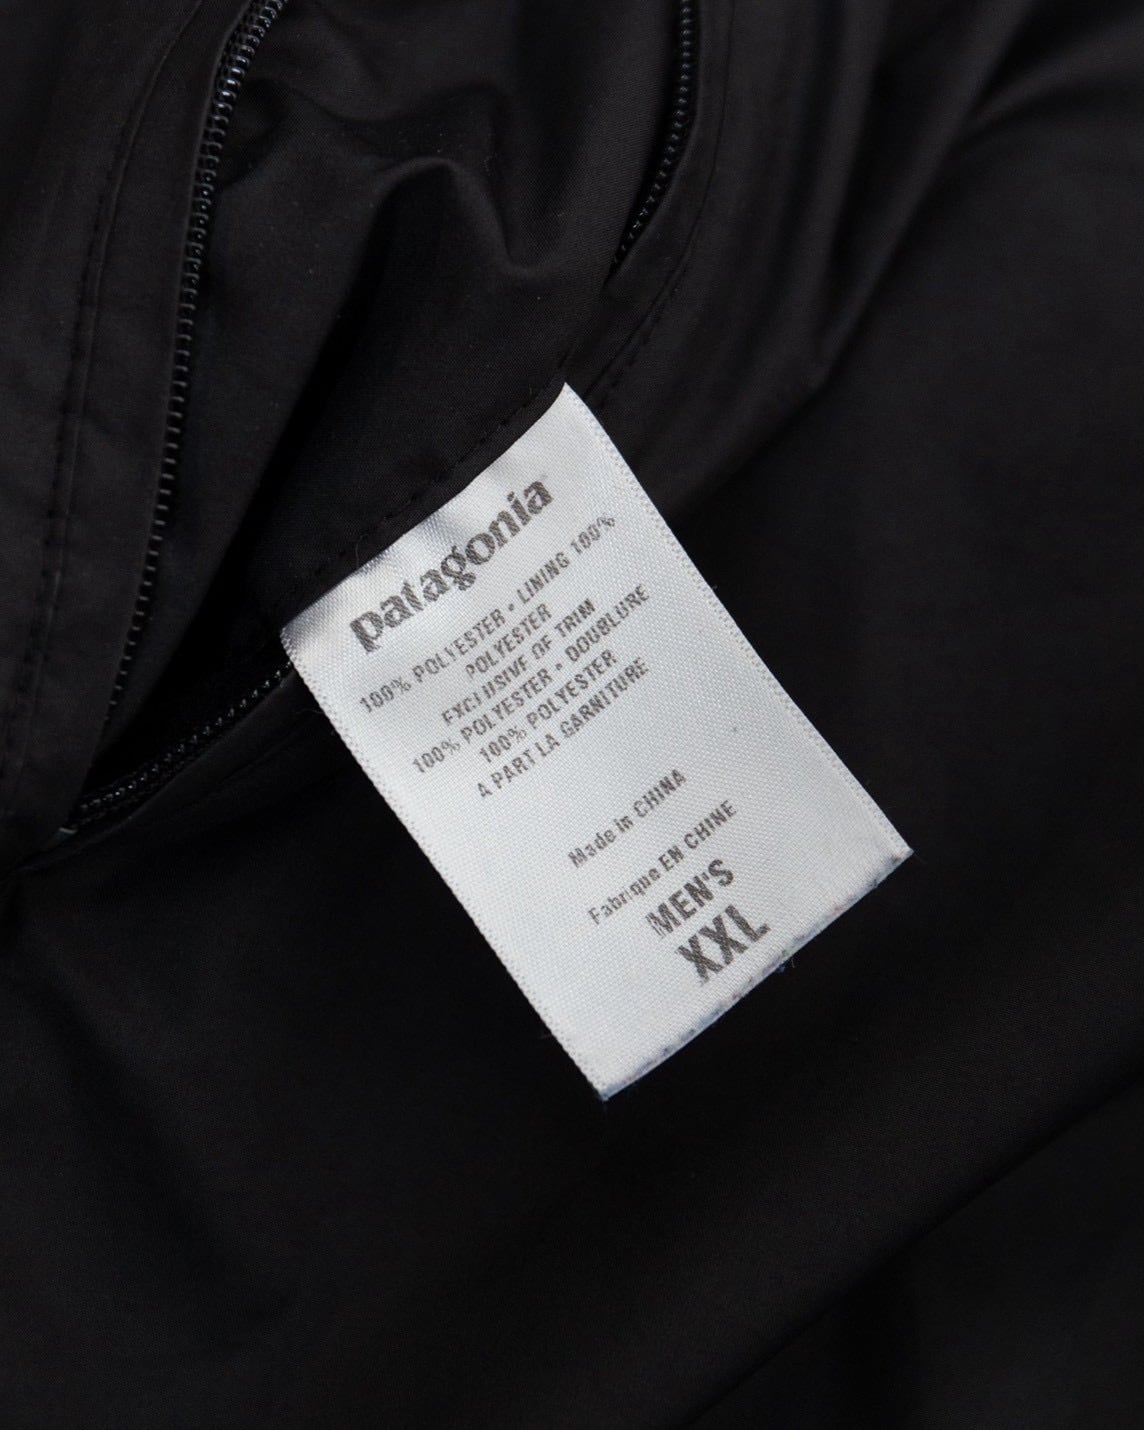 patagonia
100% POLYESTER • LINING 100%
POLYESTER
EXCLUSIVE OF TRIM
100% POLYESTER • DOUBLURE
100% POLYESTER
A PART LA GARNITURE
Made in CHINA
Fabrique EN CHINE
MEN'S
XXL